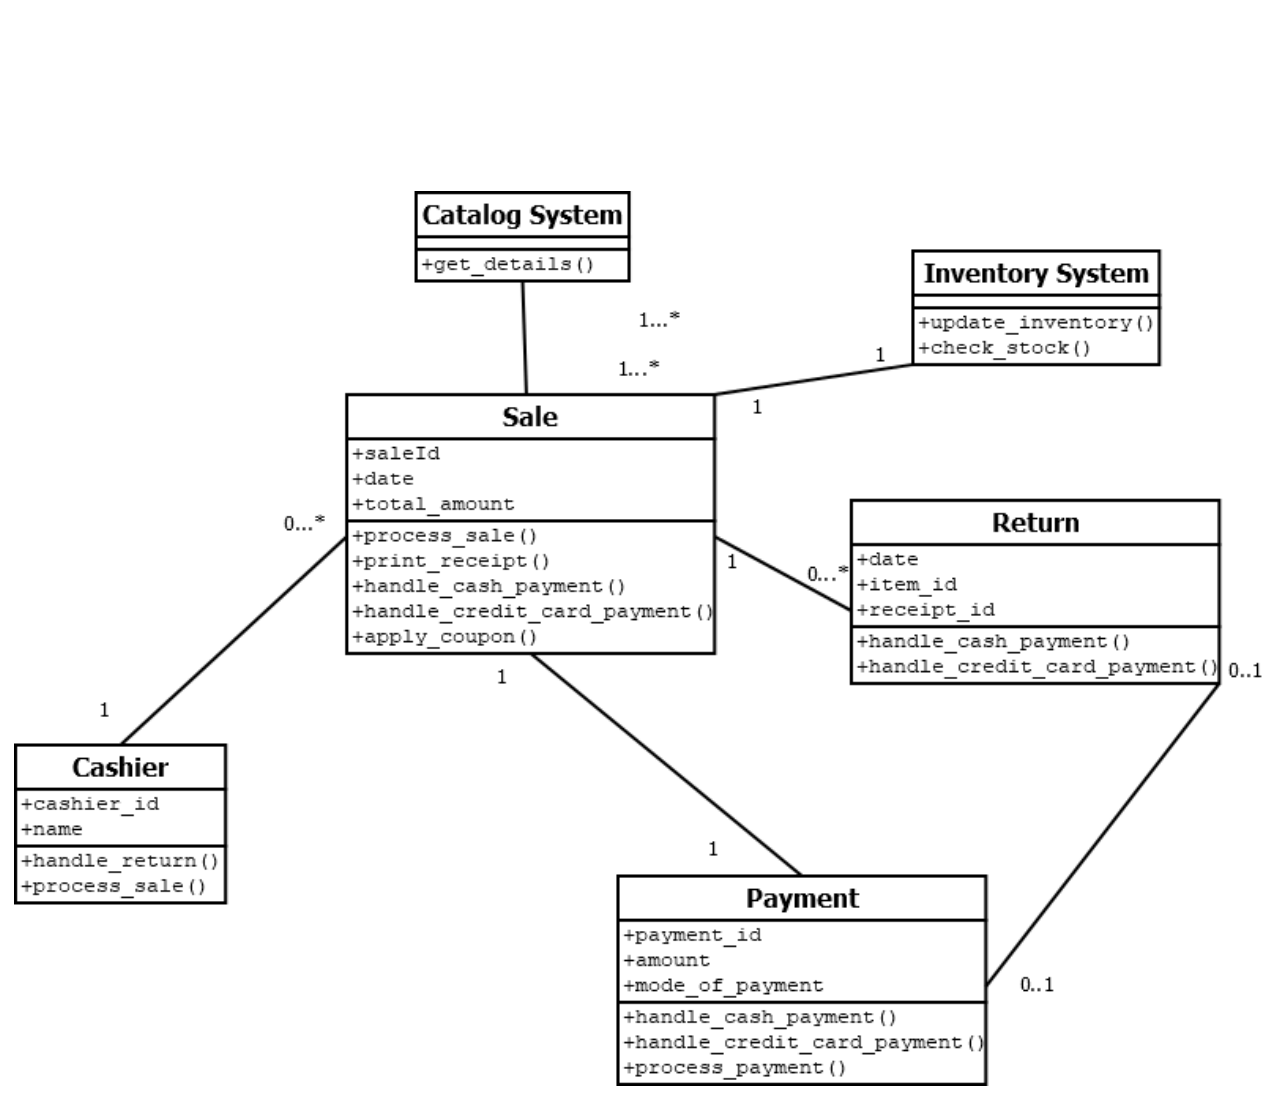 Catalog System
+get_details()
1...*
1...*
Inventory System
+update_inventory()
+check_stock()
1
1
Sale
+saleId
+date
+total_amount
+process_sale()
+print_receipt()
+handle_cash_payment()
+handle_credit_card_payment()
+apply_coupon()
0...*
1
0...*
Return
+date
+item_id
+receipt_id
+handle_cash_payment()
+handle_credit_card_payment()
0..1
1
1
Cashier
+cashier_id
+name
+handle_return()
+process_sale()
1
Payment
+payment_id
+amount
+mode_of_payment
+handle_cash_payment()
+handle_credit_card_payment()
+process_payment()
0..1